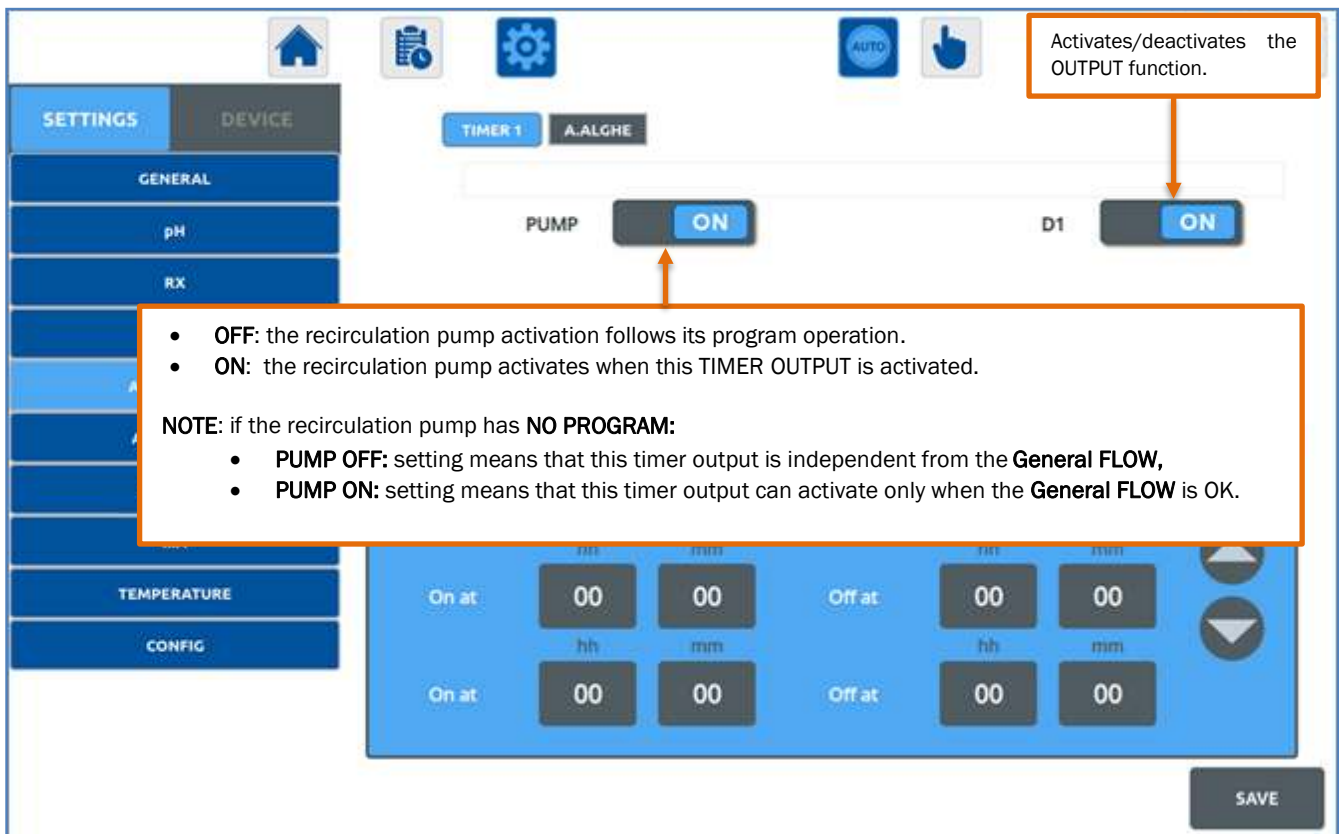 AUTO
Activates/deactivates the
OUTPUT function.
SETTINGS DEVICE
TIMER 1 A.ALGHE
GENERAL
PUMP ON D1 ON
pH
RX
• OFF: the recirculation pump activation follows its program operation.
• ON: the recirculation pump activates when this TIMER OUTPUT is activated.
NOTE: if the recirculation pump has NO PROGRAM:
• PUMP OFF: setting means that this timer output is independent from the General FLOW,
• PUMP ON: setting means that this timer output can activate only when the General FLOW is OK.
hh mm hh mm
TEMPERATURE
On at 00 00 Off at 00 00
CONFIG
hh mm hh mm
On at 00 00 Off at 00 00
SAVE